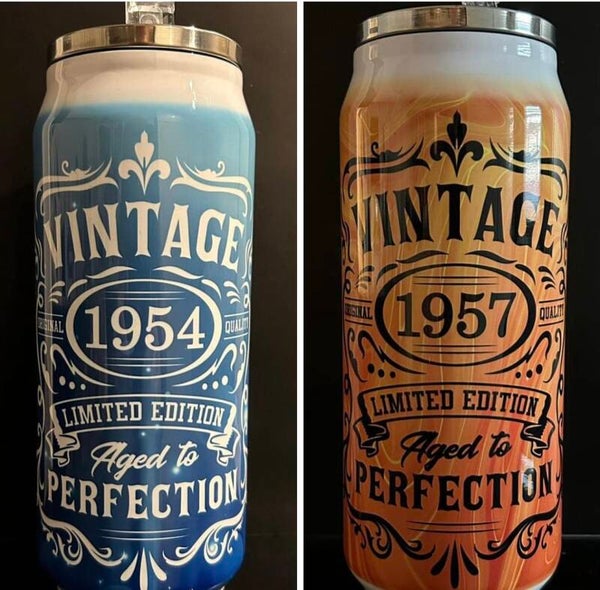 VINTAGE
ORIGINAL 1954 QUALITY
LIMITED EDITION
Aged to
PERFECTION
VINTAGE
ORIGINAL 1957 QUALITY
LIMITED EDITION
Aged to
PERFECTION